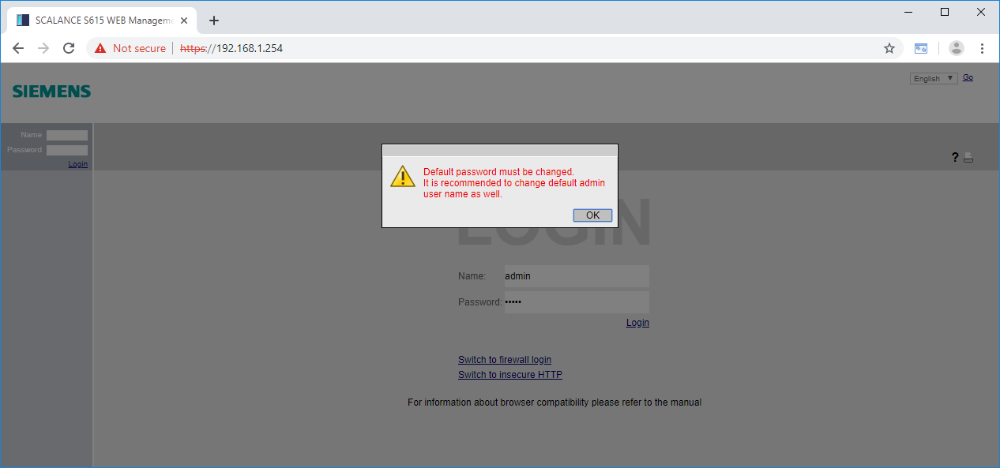 SCALANCE S615 WEB Manageme
Not secure
https://192.168.1.254
SIEMENS
English
Go
Name
Password
Login
?
Default password must be changed.
It is recommended to change default admin
user name as well.
OK
LOGIN
Name: admin
Password: •••••
Login
Switch to firewall login
Switch to insecure HTTP
For information about browser compatibility please refer to the manual